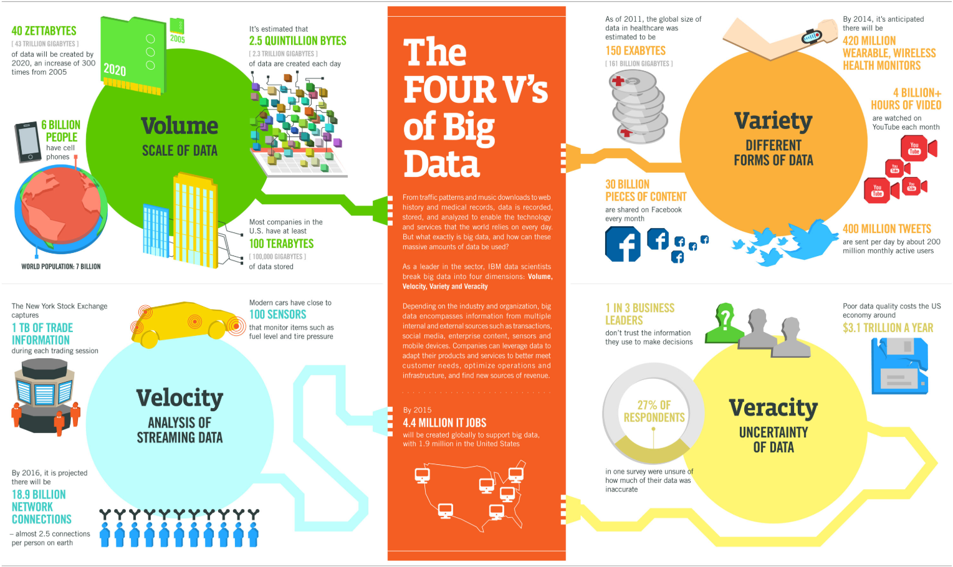 40 ZETTABYTES
[ 43 TRILLION GIGABYTES ]
of data will be created by
2020, an increase of 300
times from 2005
2005
2020
It's estimated that
2.5 QUINTILLION BYTES
[ 2.3 TRILLION GIGABYTES ]
of data are created each day
6 BILLION
PEOPLE
have cell
phones
WORLD POPULATION: 7 BILLION
Volume
SCALE OF DATA
Most companies in the
U.S. have at least
100 TERABYTES
[ 100,000 GIGABYTES ]
of data stored
The
FOUR V's
of Big
Data
From traffic patterns and music downloads to web
history and medical records, data is recorded,
stored, and analyzed to enable the technology
and services that the world relies on every day.
But what exactly is big data, and how can these
massive amounts of data be used?
As a leader in the sector, IBM data scientists
break big data into four dimensions: Volume,
Velocity, Variety and Veracity
Depending on the industry and organization, big
data encompasses information from multiple
internal and external sources such as transactions,
social media, enterprise content, sensors and
mobile devices. Companies can leverage data to
adapt their products and services to better meet
customer needs, optimize operations and
infrastructure, and find new sources of revenue.
By 2015
4.4 MILLION IT JOBS
will be created globally to support big data,
with 1.9 million in the United States
As of 2011, the global size of
data in healthcare was
estimated to be
150 EXABYTES
[ 161 BILLION GIGABYTES ]
By 2014, it's anticipated
there will be
420 MILLION
WEARABLE, WIRELESS
HEALTH MONITORS
4 BILLION+
HOURS OF VIDEO
are watched on
YouTube each month
You
Tube
You
Tube
You
Tube
You
Tube
Variety
DIFFERENT
FORMS OF DATA
30 BILLION
PIECES OF CONTENT
are shared on Facebook
every month
f
f
f
f
f
f
400 MILLION TWEETS
are sent per day by about 200
million monthly active users
The New York Stock Exchange
captures
1 TB OF TRADE
INFORMATION
during each trading session
Modern cars have close to
100 SENSORS
that monitor items such as
fuel level and tire pressure
Velocity
ANALYSIS OF
STREAMING DATA
By 2016, it is projected
there will be
18.9 BILLION
NETWORK
CONNECTIONS
– almost 2.5 connections
per person on earth
1 IN 3 BUSINESS
LEADERS
don't trust the information
they use to make decisions
?
Poor data quality costs the US
economy around
$3.1 TRILLION A YEAR
27% OF
RESPONDENTS
in one survey were unsure of
how much of their data was
inaccurate
Veracity
UNCERTAINTY
OF DATA